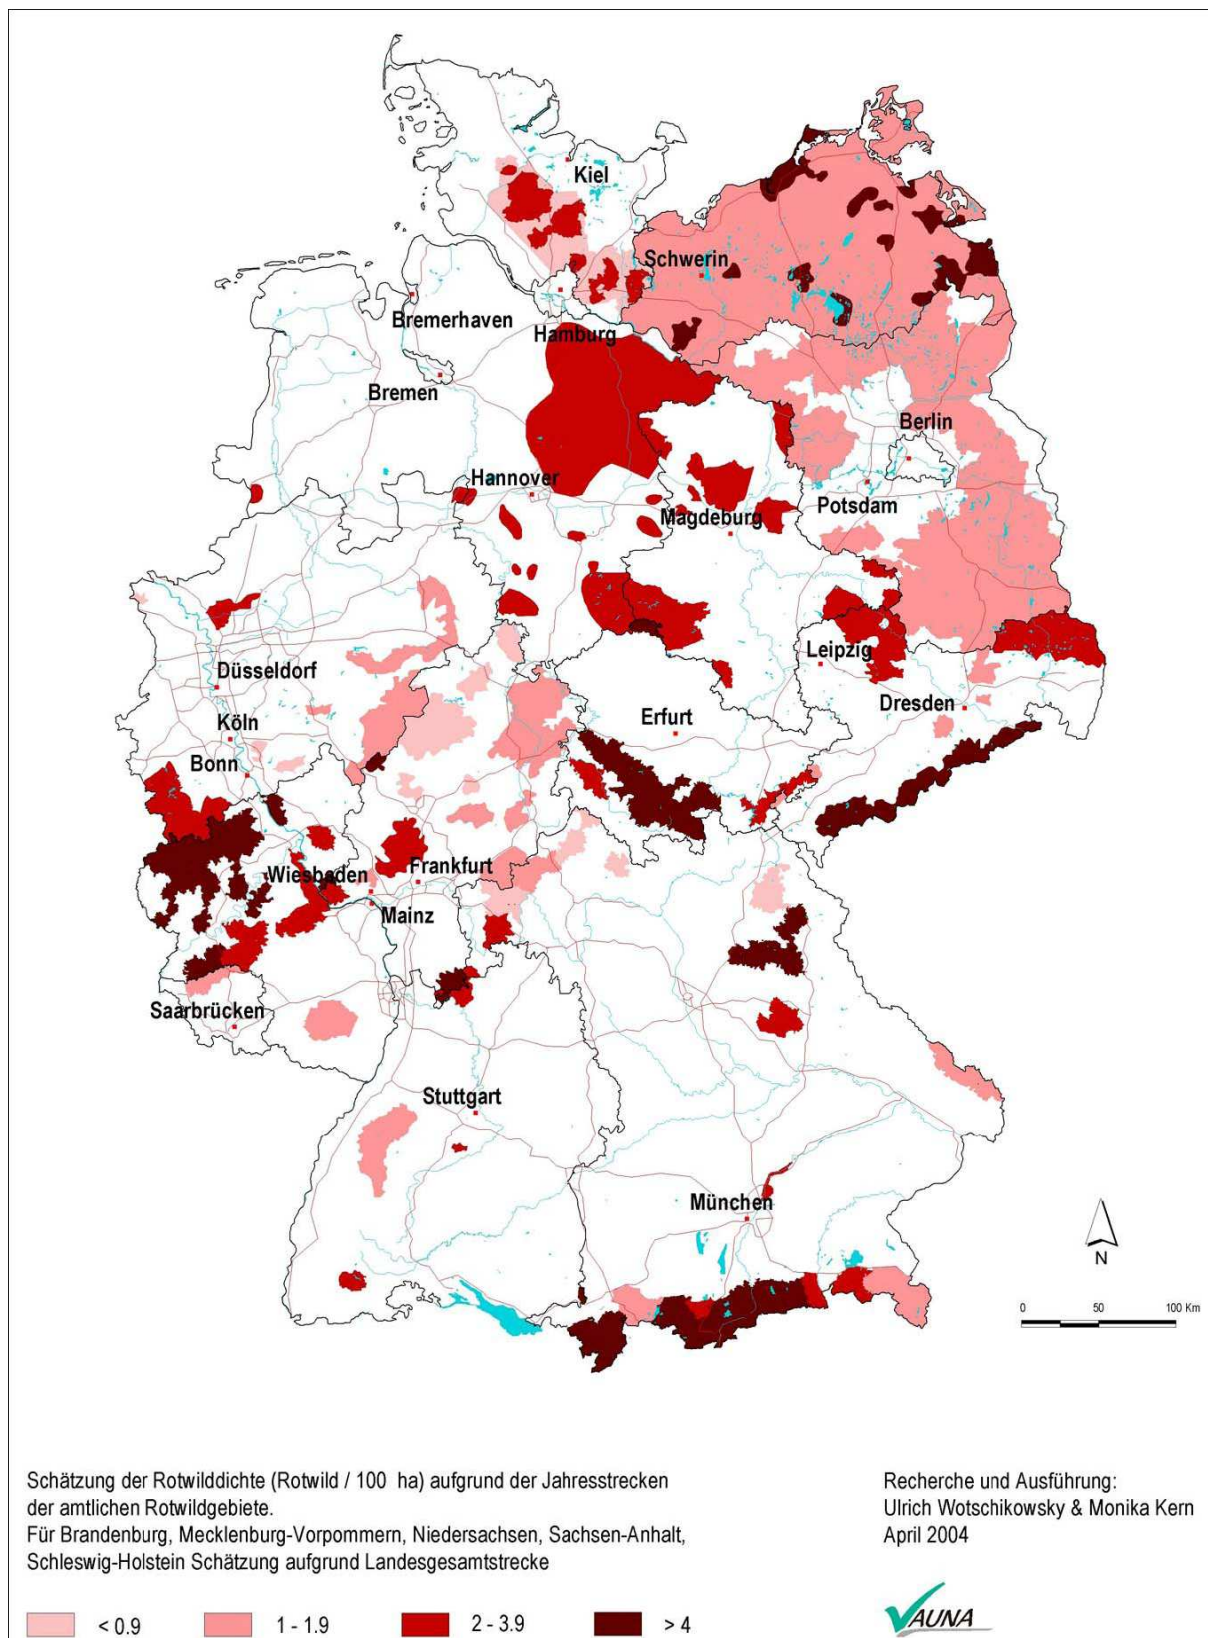 Kiel
Schwerin
Bremerhaven
Hamburg
Bremen
Berlin
Hannover
Potsdam
Magdeburg
Leipzig
Düsseldorf
Dresden
Erfurt
Köln
Bonn
Wiesbaden
Frankfurt
Mainz
Saarbrücken
Stuttgart
München
N
0 50 100 Km
Schätzung der Rotwilddichte (Rotwild / 100 ha) aufgrund der Jahresstrecken
der amtlichen Rotwildgebiete.
Für Brandenburg, Mecklenburg-Vorpommern, Niedersachsen, Sachsen-Anhalt,
Schleswig-Holstein Schätzung aufgrund Landesgesamtstrecke
Recherche und Ausführung:
Ulrich Wotschikowsky & Monika Kern
April 2004
< 0.9 1 - 1.9 2 - 3.9 > 4
VAUNA